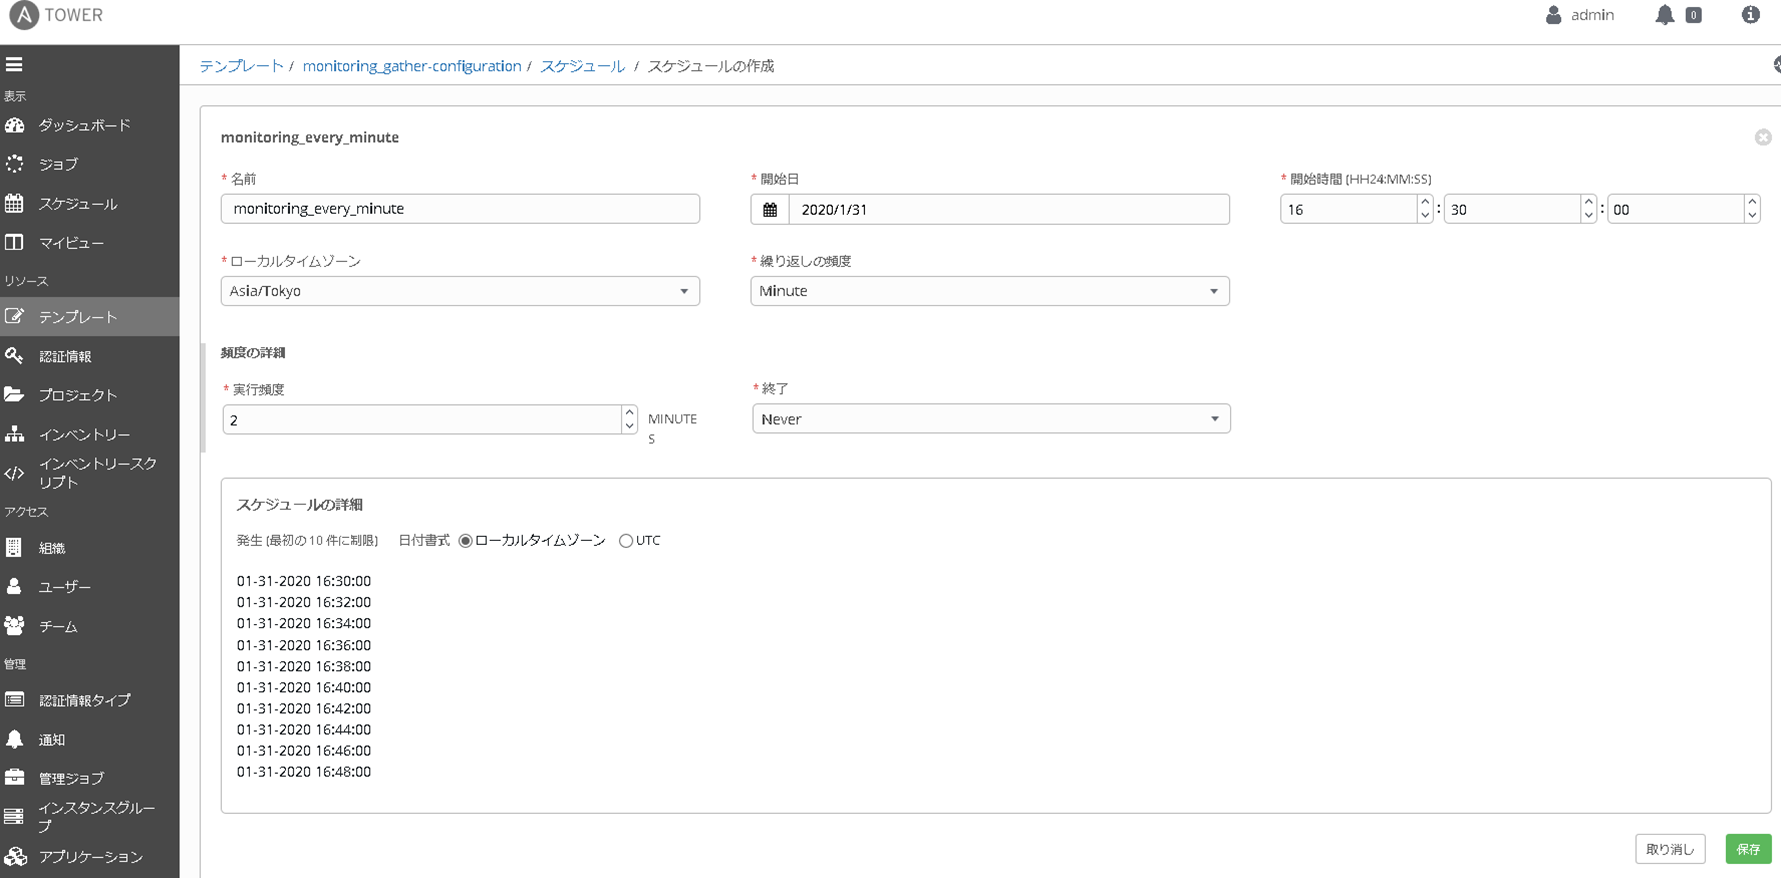 TOWER
admin
0
テンプレート / monitoring_gather-configuration / スケジュール / スケジュールの作成
表示
ダッシュボード
ジョブ
スケジュール
マイビュー
リソース
テンプレート
認証情報
プロジェクト
インベントリー
インベントリースク
リプト
アクセス
組織
ユーザー
チーム
管理
認証情報タイプ
通知
管理ジョブ
インスタンスグルー
プ
アプリケーション
monitoring_every_minute
* 名前
monitoring_every_minute
* 開始日
2020/1/31
* 開始時間 (HH24:MM:SS)
16 : 30 : 00
* ローカルタイムゾーン
Asia/Tokyo
* 繰り返しの頻度
Minute
頻度の詳細
* 実行頻度
2
MINUTE
S
* 終了
Never
スケジュールの詳細
発生 (最初の 10 件に制限) 日付書式 ローカルタイムゾーン UTC
01-31-2020 16:30:00
01-31-2020 16:32:00
01-31-2020 16:34:00
01-31-2020 16:36:00
01-31-2020 16:38:00
01-31-2020 16:40:00
01-31-2020 16:42:00
01-31-2020 16:44:00
01-31-2020 16:46:00
01-31-2020 16:48:00
取り消し
保存